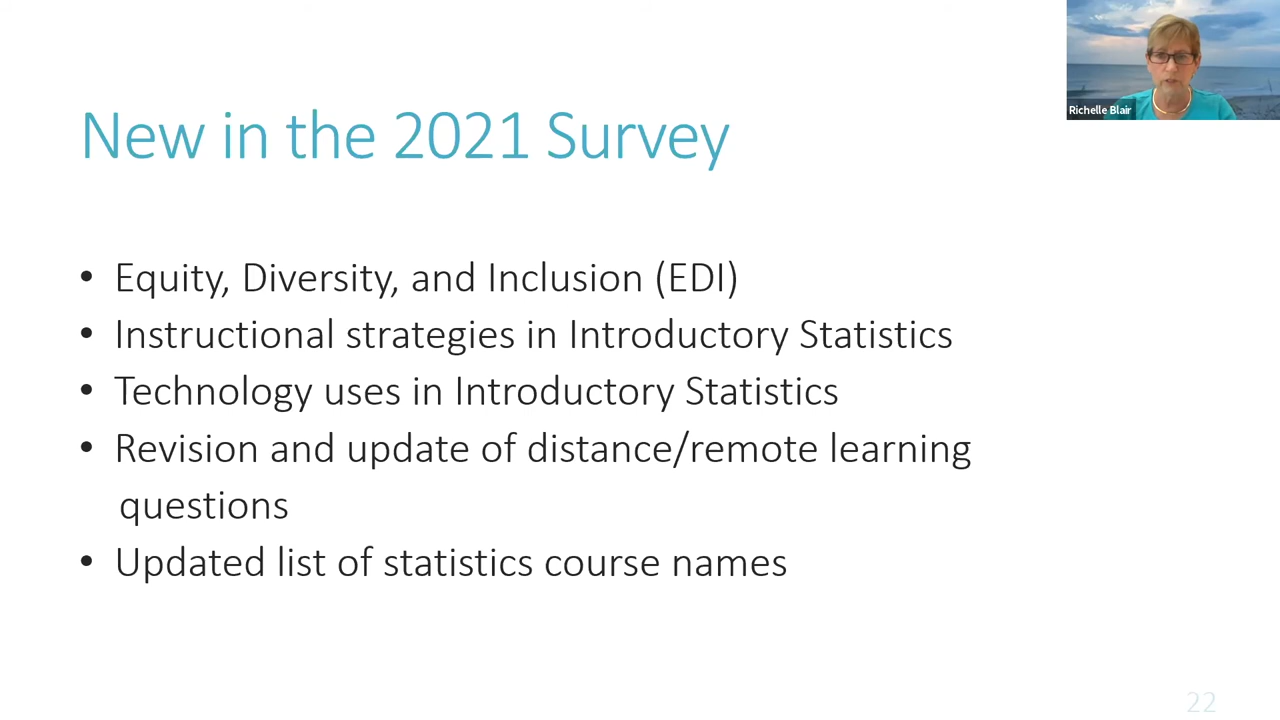 Richelle Blair
New in the 2021 Survey
• Equity, Diversity, and Inclusion (EDI)
• Instructional strategies in Introductory Statistics
• Technology uses in Introductory Statistics
• Revision and update of distance/remote learning
questions
• Updated list of statistics course names
22